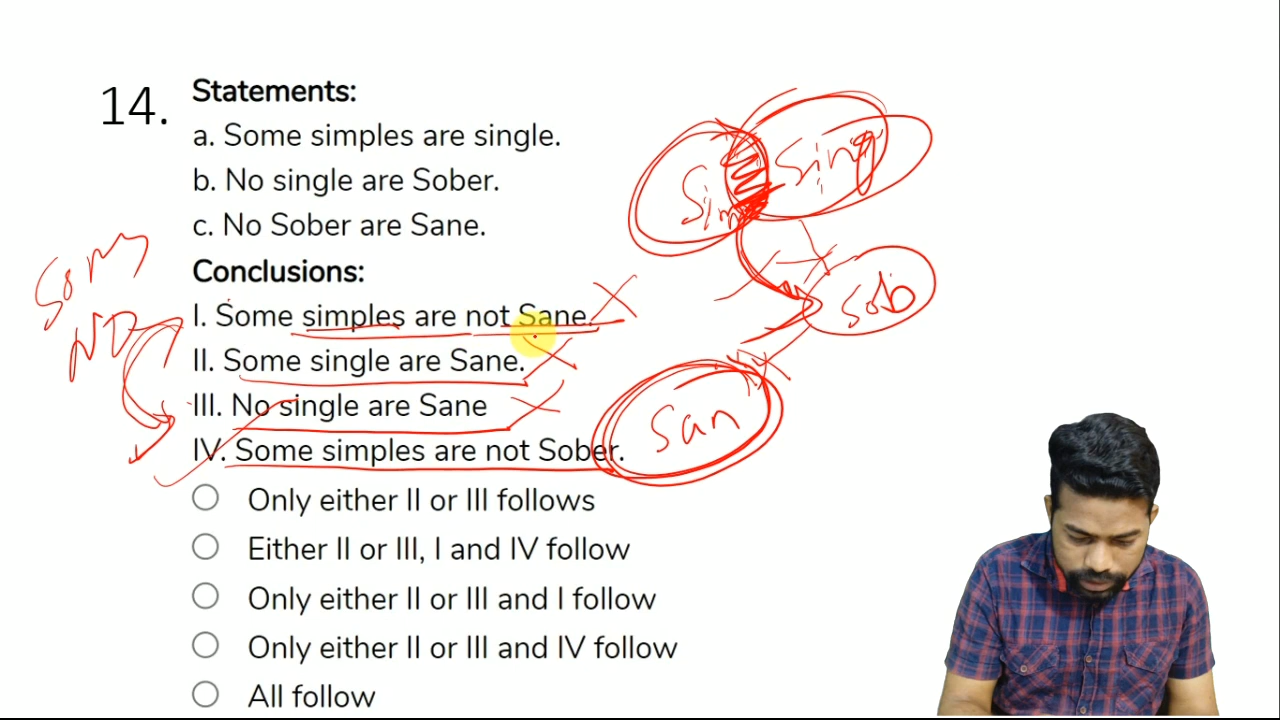 14.
Statements:
a. Some simples are single.
b. No single are Sober.
c. No Sober are Sane.
Conclusions:
I. Some simples are not Sane.
II. Some single are Sane.
III. No single are Sane
IV. Some simples are not Sober.
Only either II or III follows
Either II or III, I and IV follow
Only either II or III and I follow
Only either II or III and IV follow
All follow
Sim
Sing
Sob
San
No